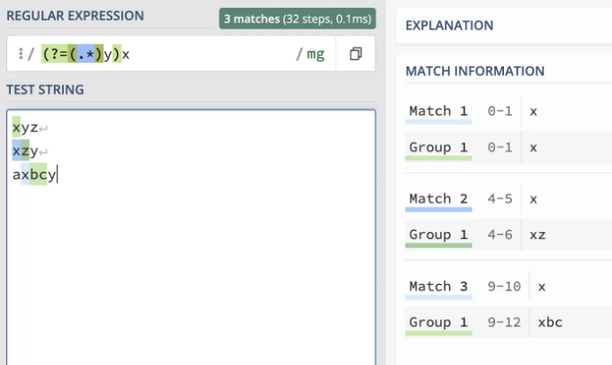 REGULAR EXPRESSION
3 matches (32 steps, 0.1ms)
/ (?=(.*)y)x / mg
TEST STRING
xyz↵
xzy↵
axbcy
EXPLANATION
MATCH INFORMATION
Match 1 0-1 x
Group 1 0-1 x
Match 2 4-5 x
Group 1 4-6 xz
Match 3 9-10 x
Group 1 9-12 xbc